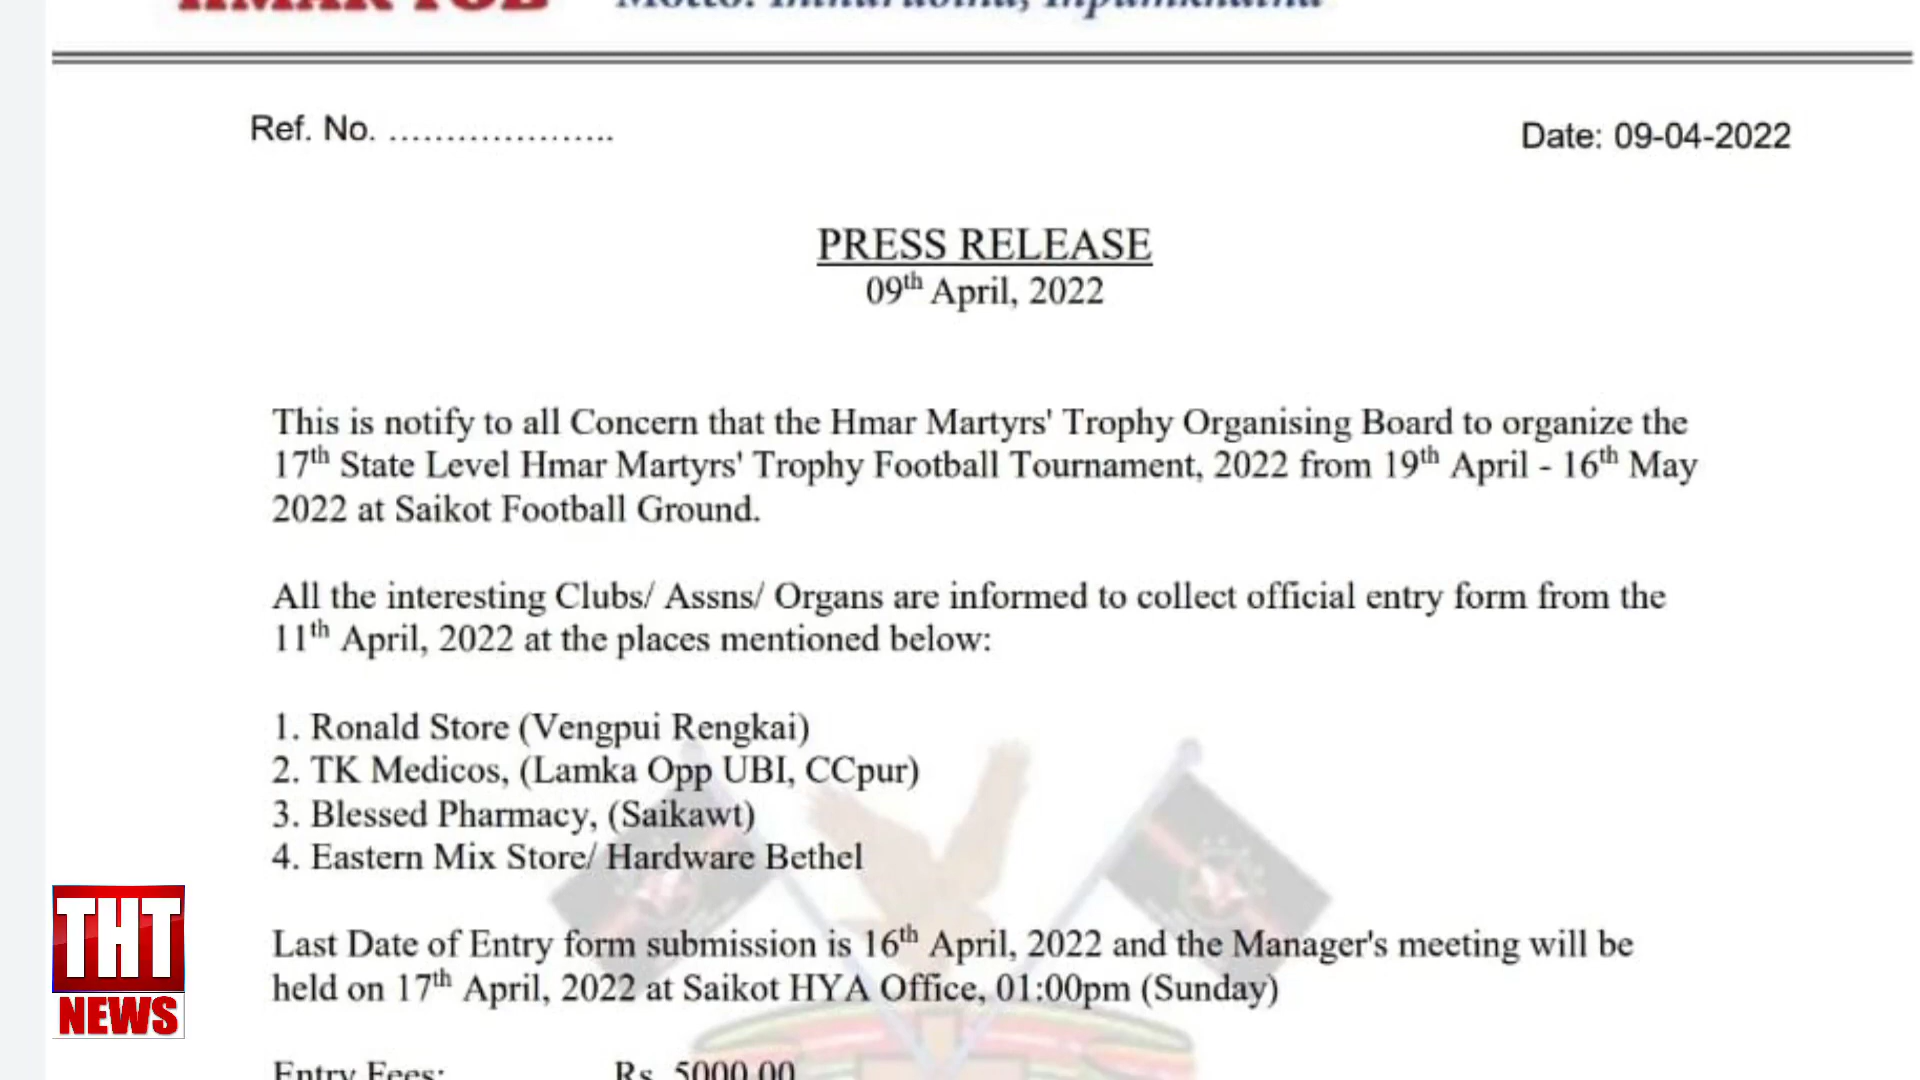 Ref. No. ………………..
Date: 09-04-2022
PRESS RELEASE
09th April, 2022
This is notify to all Concern that the Hmar Martyrs' Trophy Organising Board to organize the
17th State Level Hmar Martyrs' Trophy Football Tournament, 2022 from 19th April - 16th May
2022 at Saikot Football Ground.
All the interesting Clubs/ Assns/ Organs are informed to collect official entry form from the
11th April, 2022 at the places mentioned below:
1. Ronald Store (Vengpui Rengkai)
2. TK Medicos, (Lamka Opp UBI, CCpur)
3. Blessed Pharmacy, (Saikawt)
4. Eastern Mix Store/ Hardware Bethel
Last Date of Entry form submission is 16th April, 2022 and the Manager's meeting will be
held on 17th April, 2022 at Saikot HYA Office, 01:00pm (Sunday)
Entry Fees: Rs. 5000.00
THT
NEWS